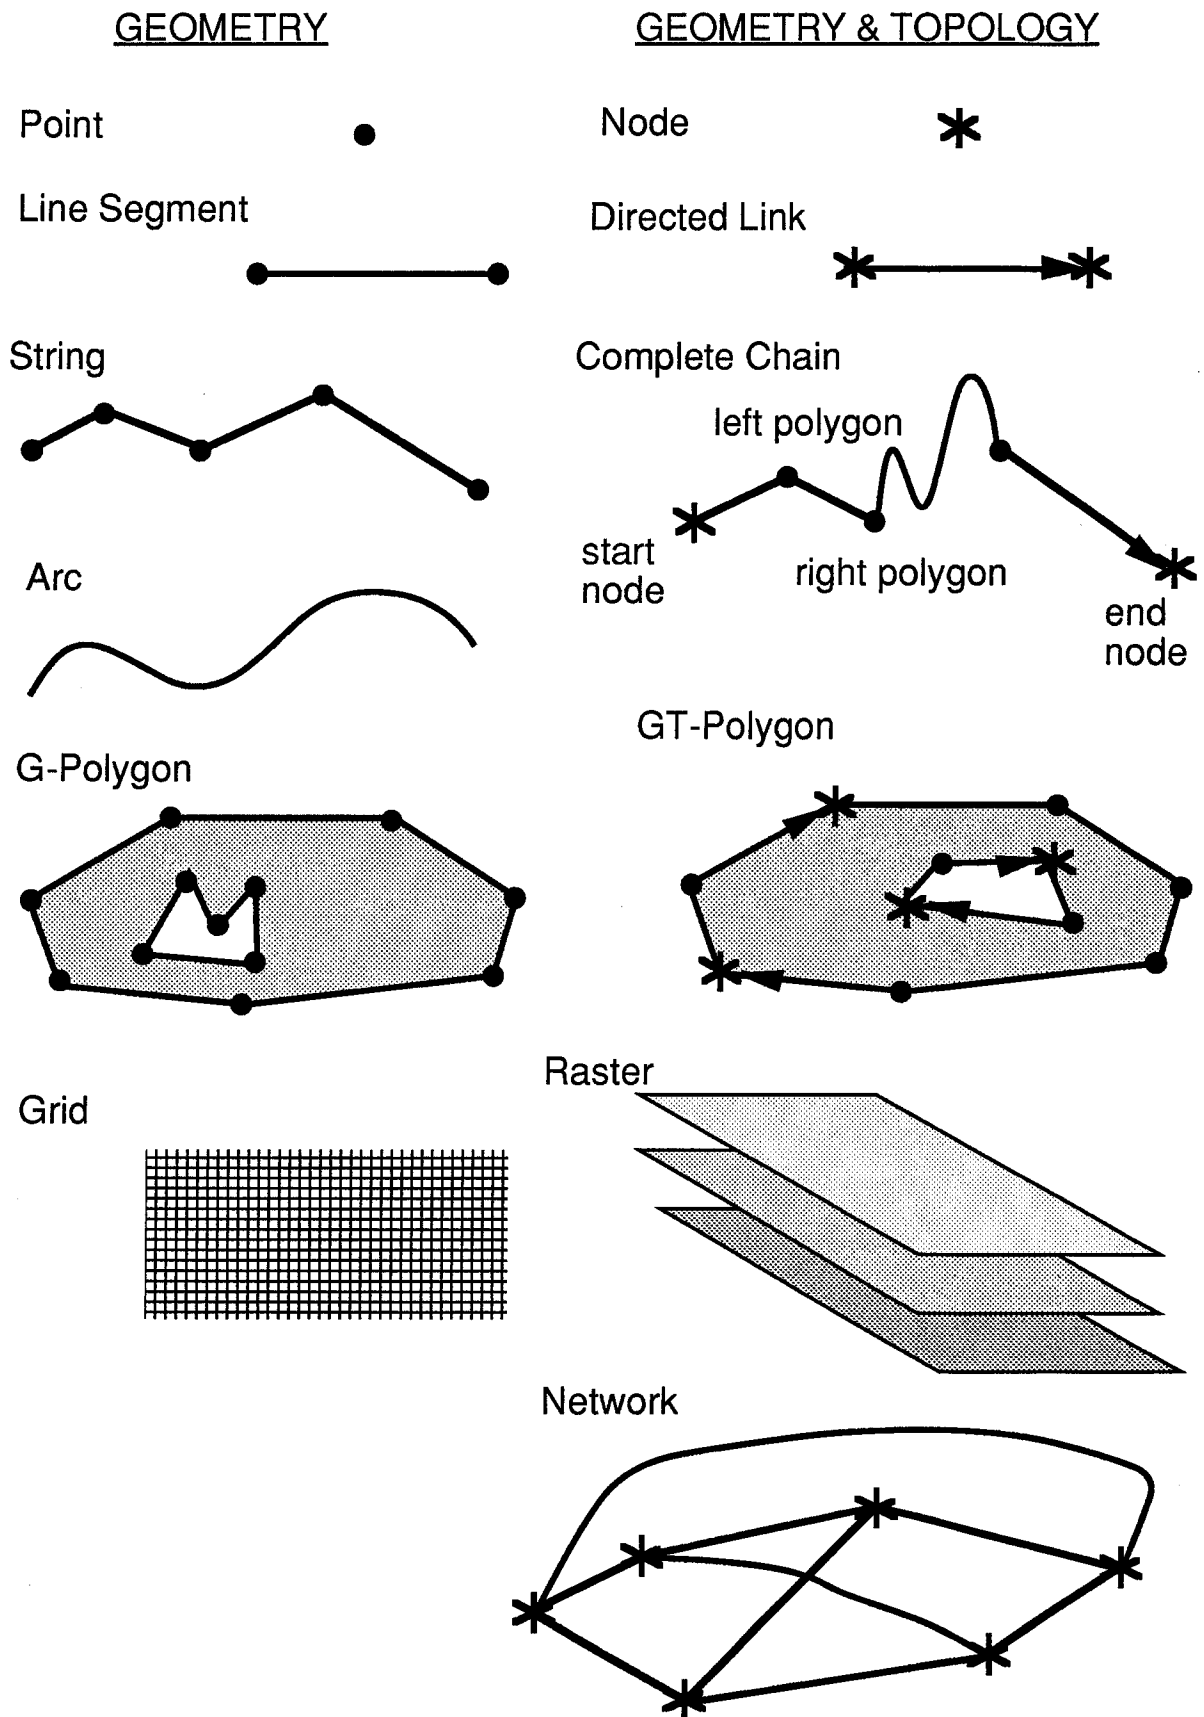 GEOMETRY
GEOMETRY & TOPOLOGY
Point
Node
Line Segment
Directed Link
String
Complete Chain
left polygon
start
node
right polygon
end
node
Arc
GT-Polygon
G-Polygon
Raster
Grid
Network